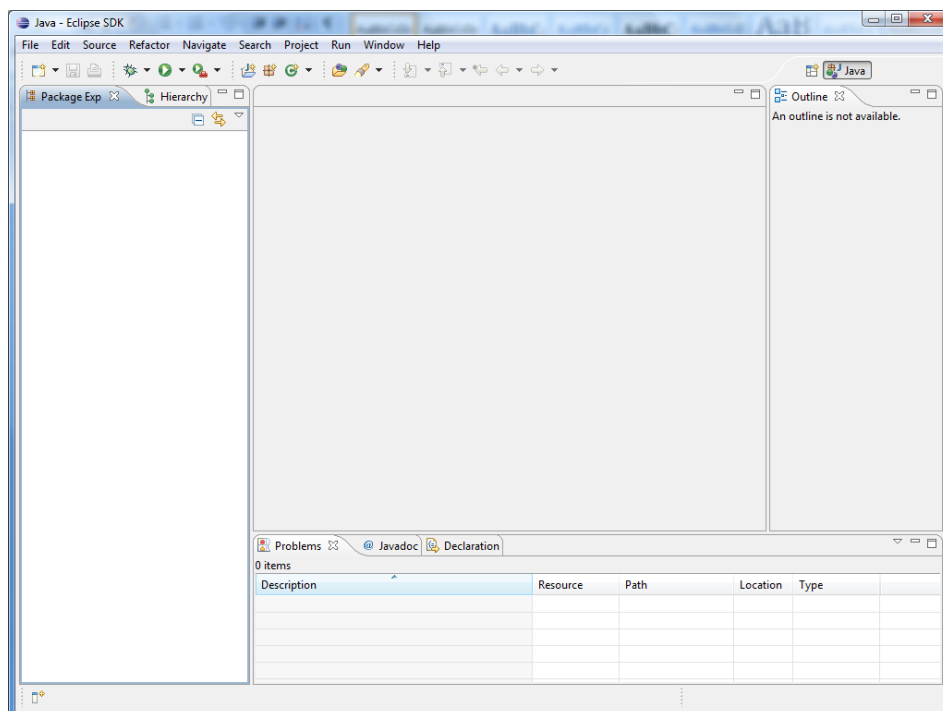 Java - Eclipse SDK
File Edit Source Refactor Navigate Search Project Run Window Help
Java
Package Exp Hierarchy
Outline
An outline is not available.
Problems @ Javadoc Declaration
0 items
Description Resource Path Location Type